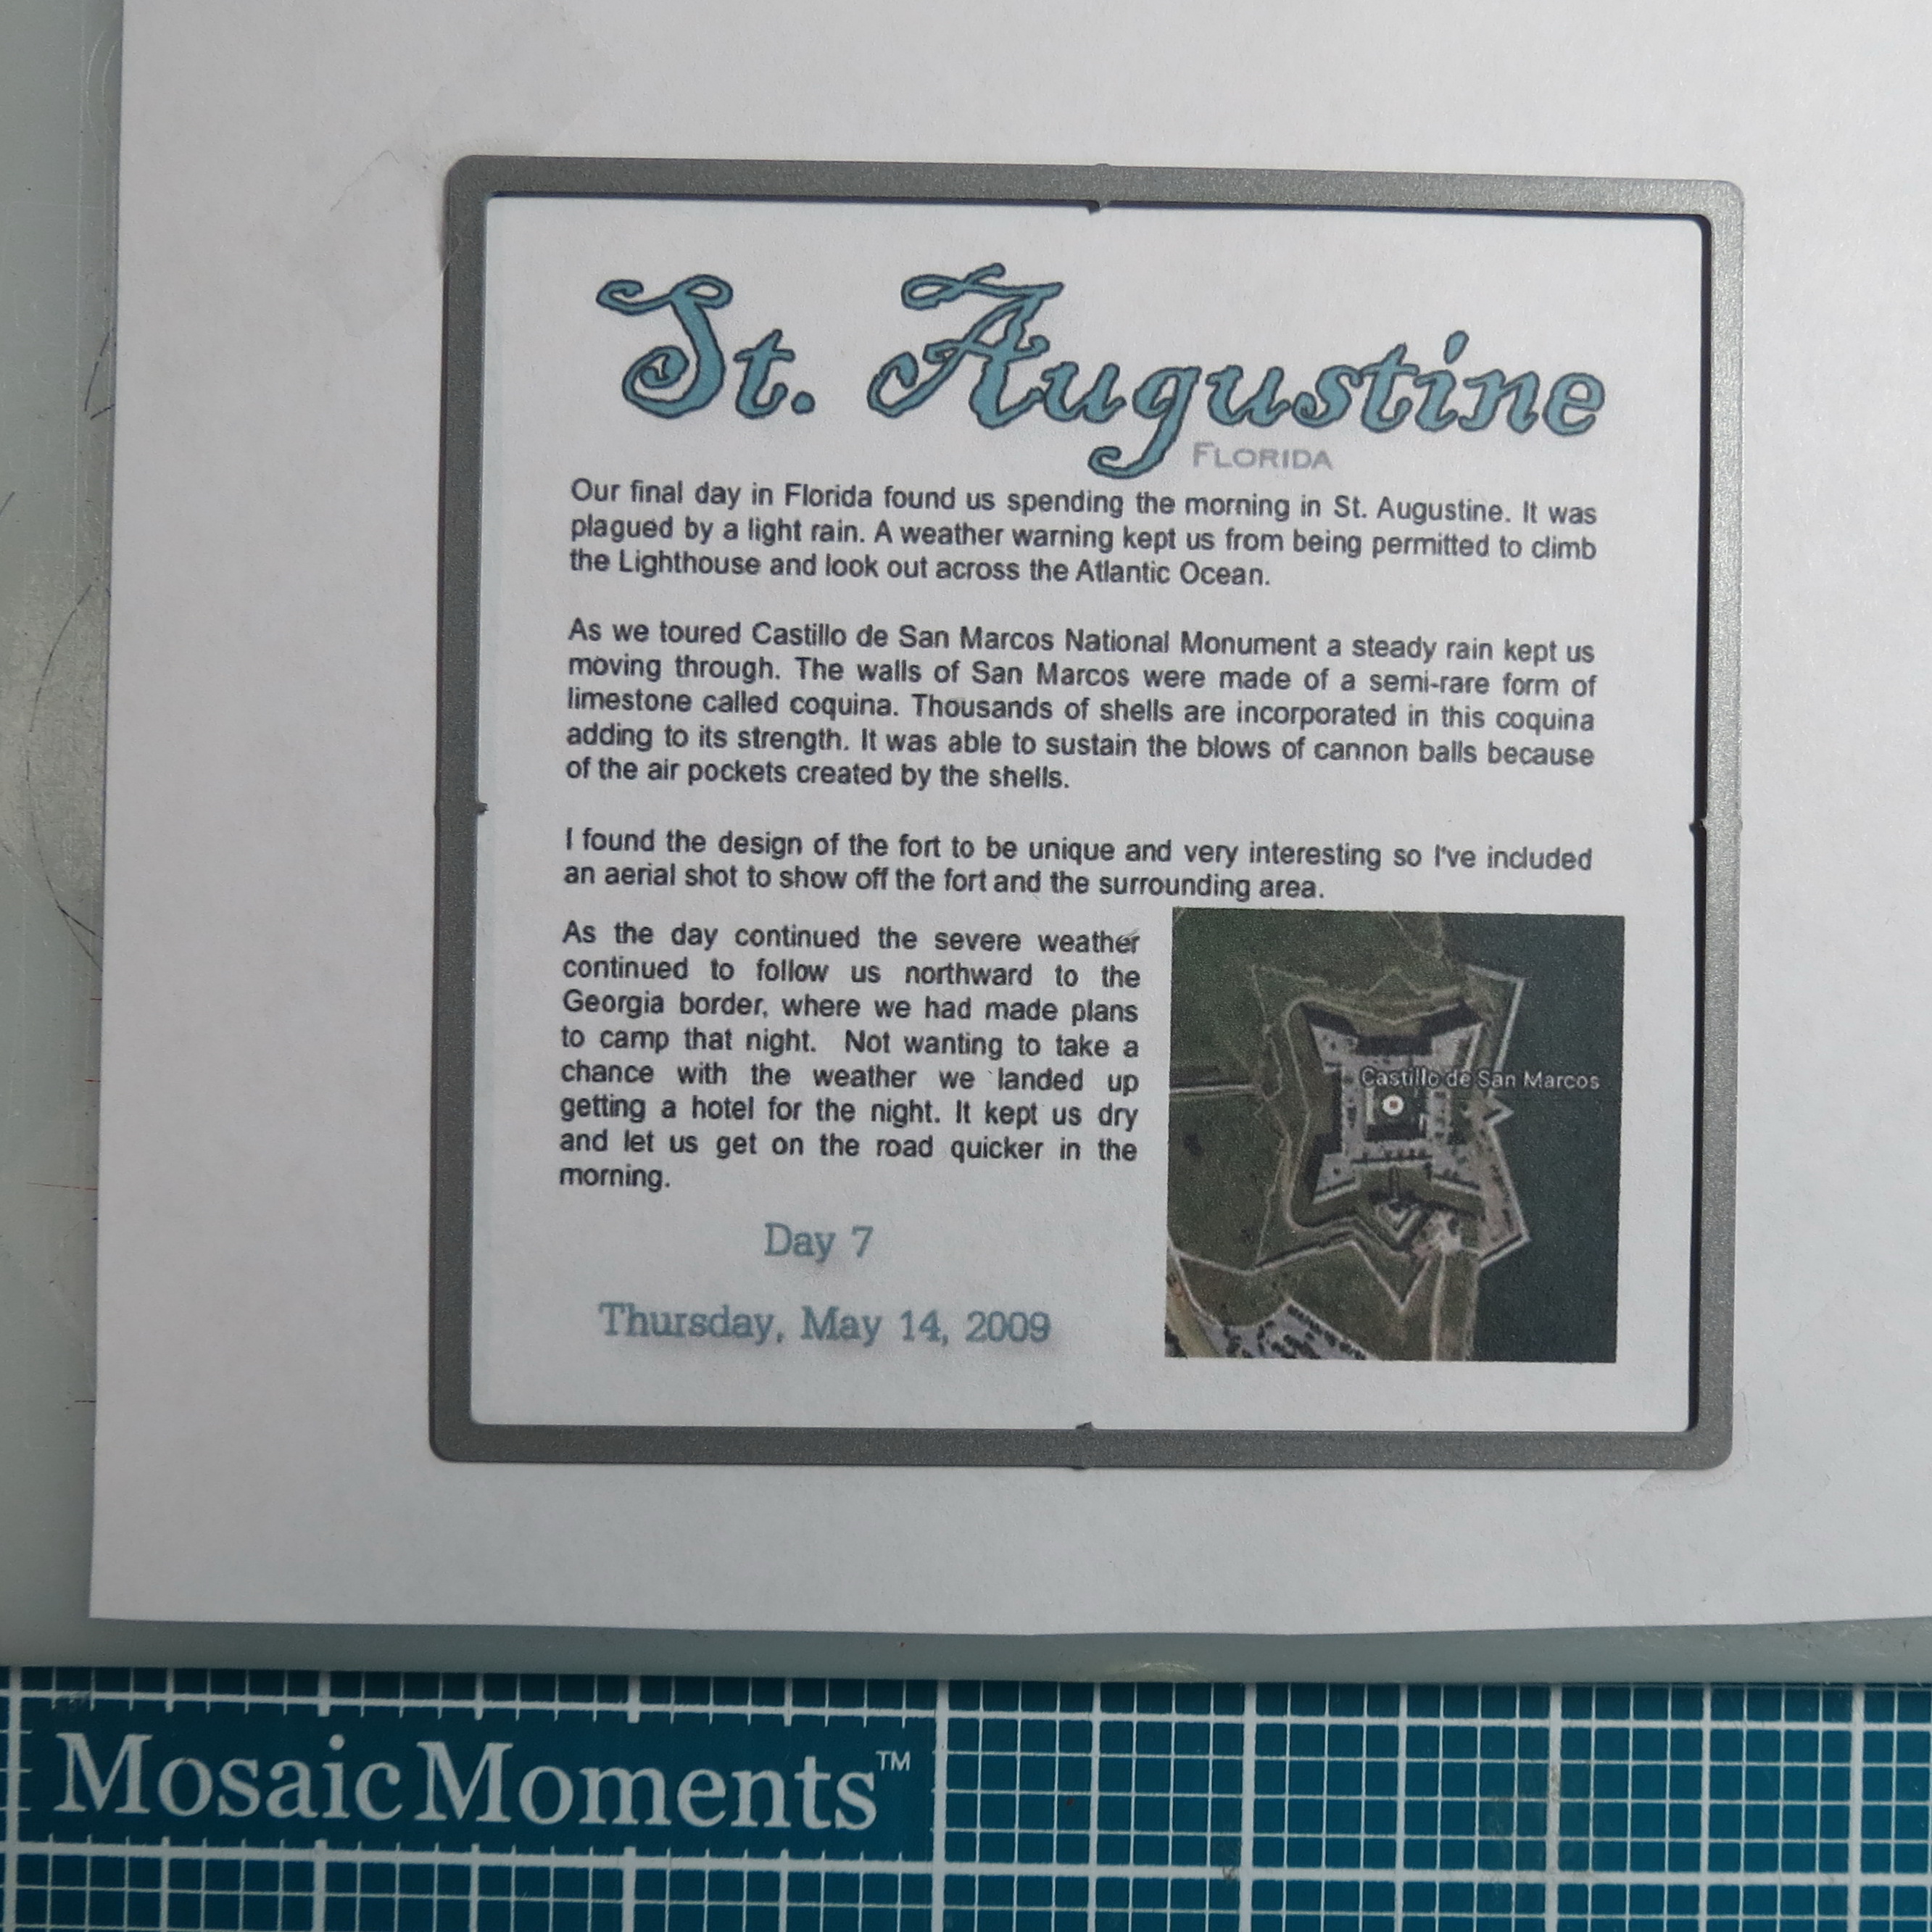 St. Augustine
FLORIDA
Our final day in Florida found us spending the morning in St. Augustine. It was
plagued by a light rain. A weather warning kept us from being permitted to climb
the Lighthouse and look out across the Atlantic Ocean.
As we toured Castillo de San Marcos National Monument a steady rain kept us
moving through. The walls of San Marcos were made of a semi-rare form of
limestone called coquina. Thousands of shells are incorporated in this coquina
adding to its strength. It was able to sustain the blows of cannon balls because
of the air pockets created by the shells.
I found the design of the fort to be unique and very interesting so I've included
an aerial shot to show off the fort and the surrounding area.
As the day continued the severe weather
continued to follow us northward to the
Georgia border, where we had made plans
to camp that night. Not wanting to take a
chance with the weather we landed up
getting a hotel for the night. It kept us dry
and let us get on the road quicker in the
morning.
Castillo de San Marcos
Day 7
Thursday, May 14, 2009
Mosaic Moments™